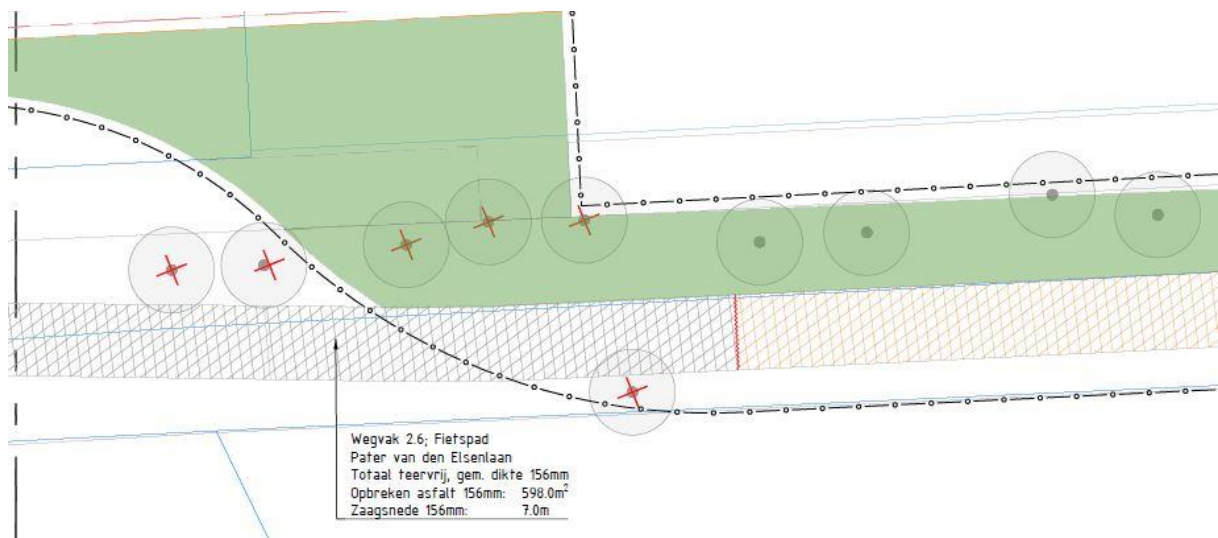 Wegvak 2.6; Fietspad
Pater van den Elsenlaan
Totaal teervrij, gem. dikte 156mm
Opbreken asfalt 156mm: 598.0m²
Zaagsnede 156mm: 7.0m